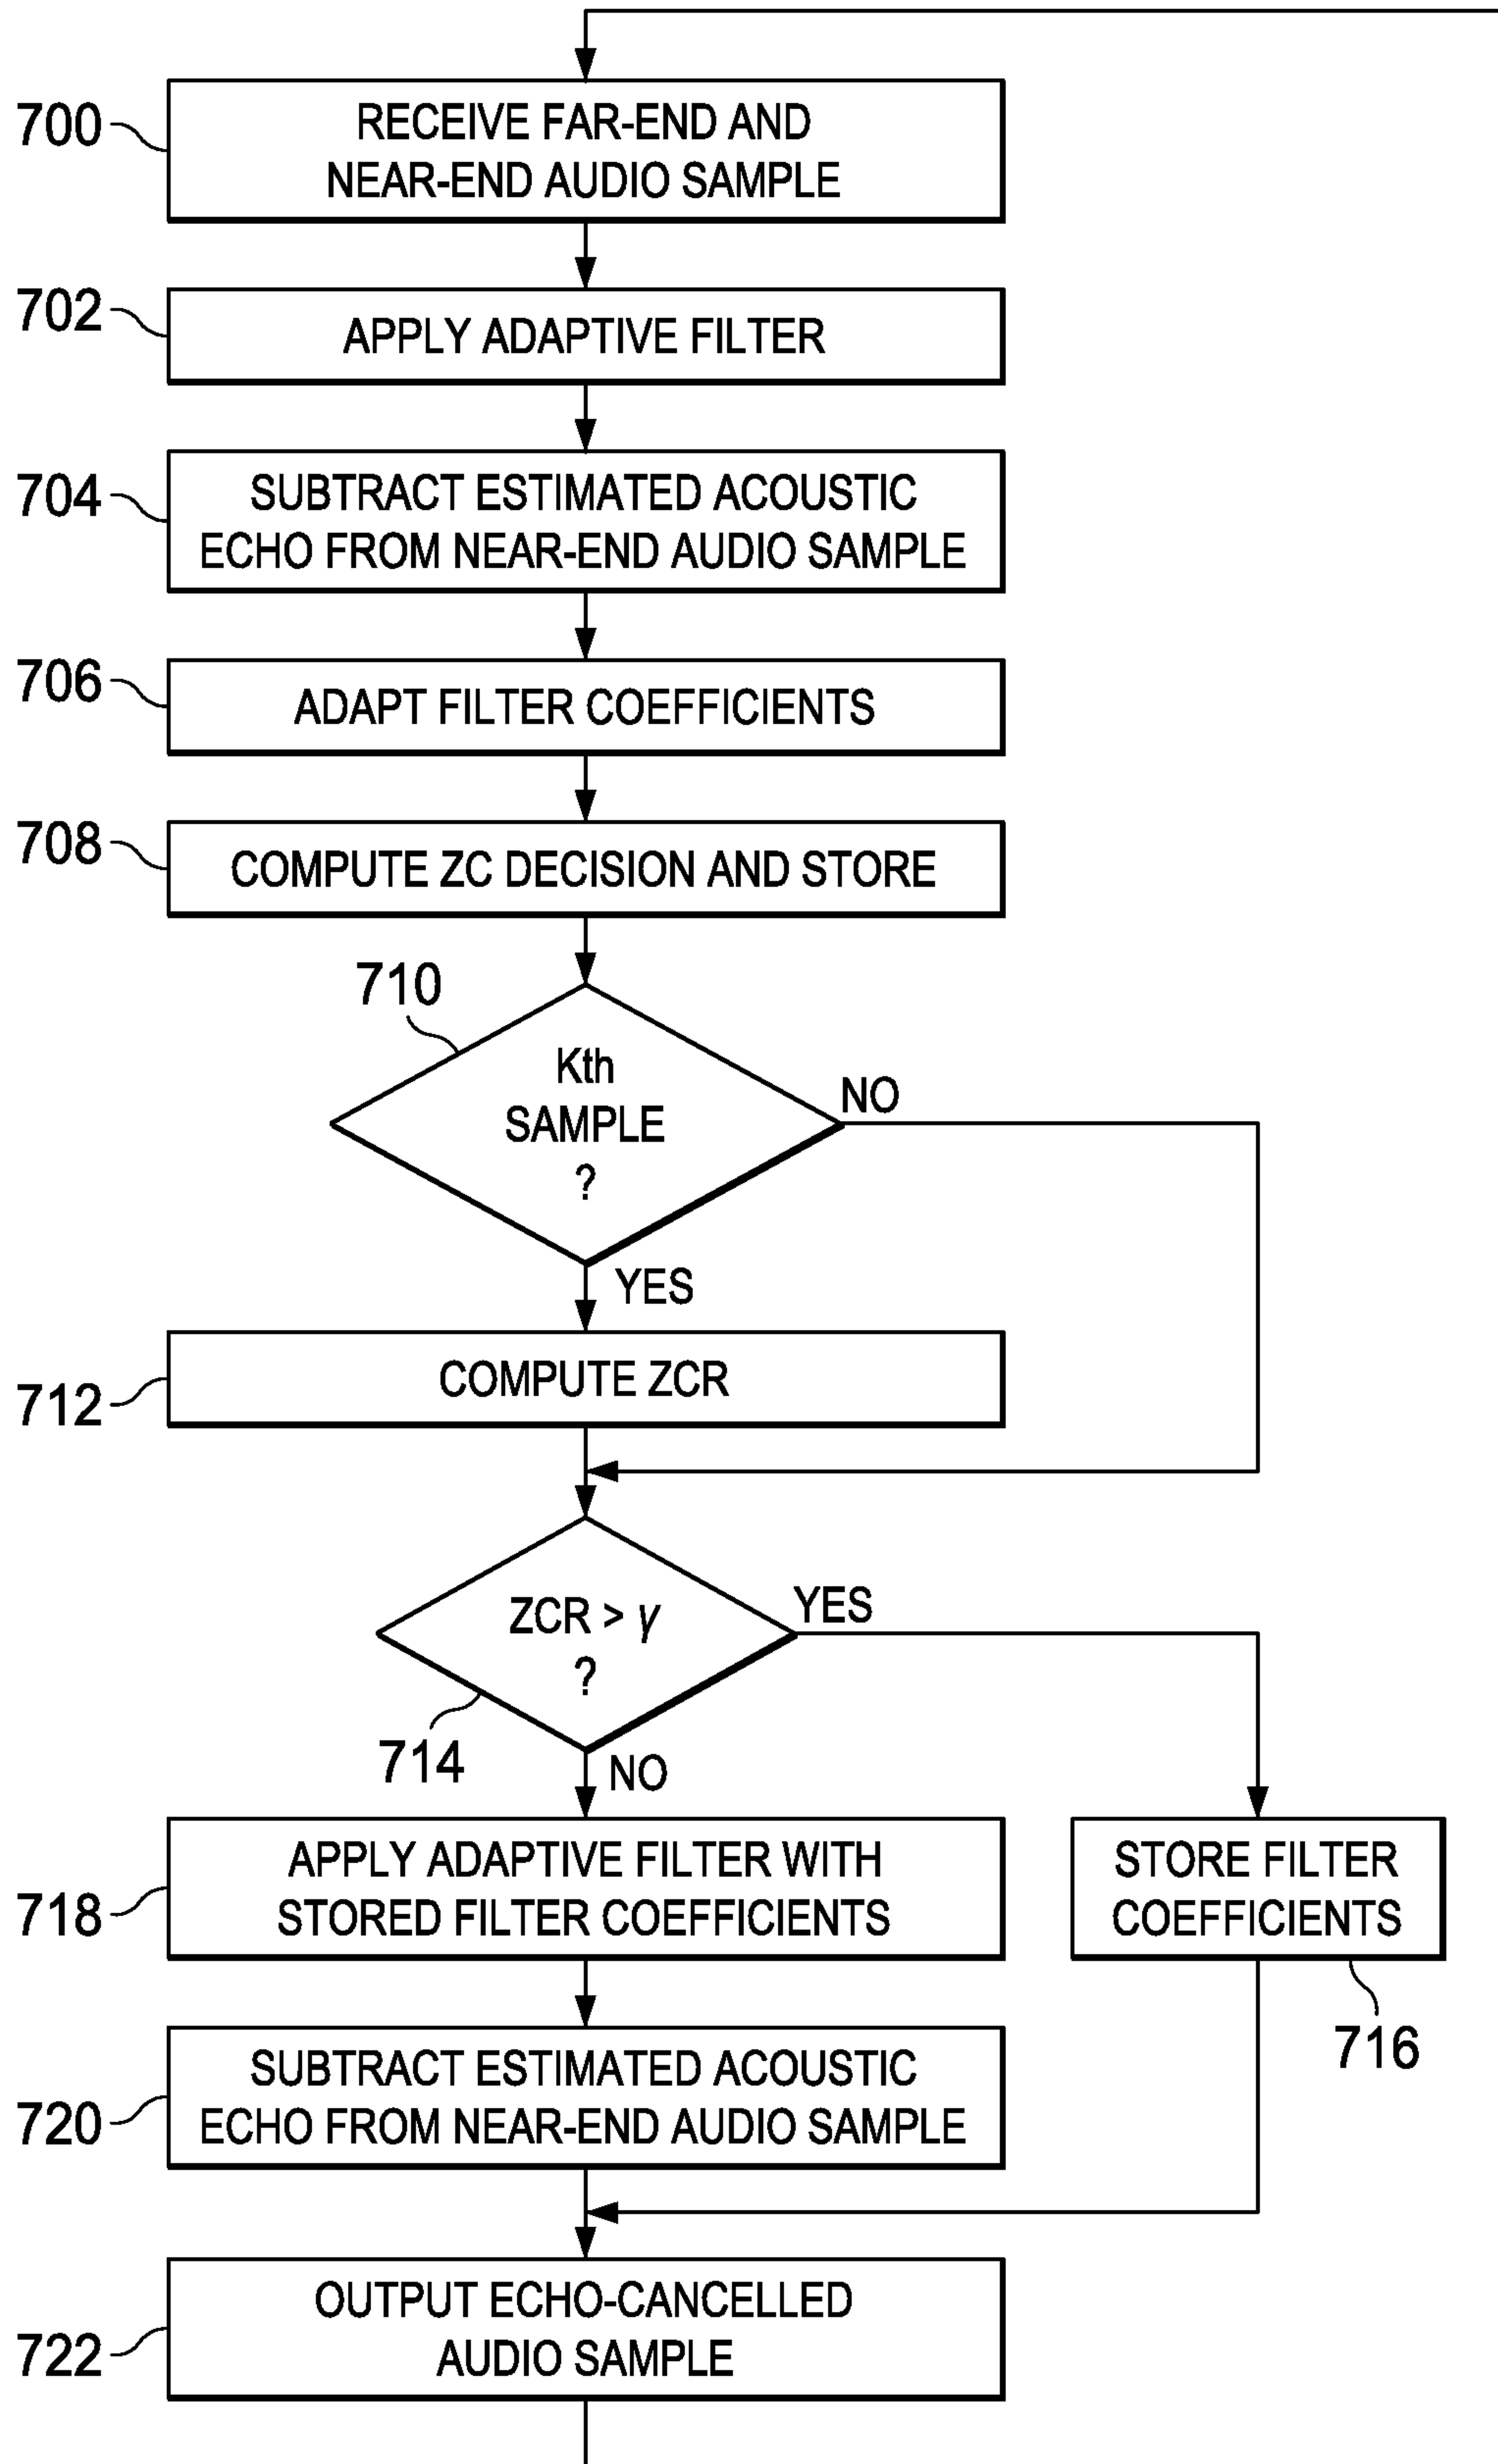 700
RECEIVE FAR-END AND
NEAR-END AUDIO SAMPLE
702
APPLY ADAPTIVE FILTER
704
SUBTRACT ESTIMATED ACOUSTIC
ECHO FROM NEAR-END AUDIO SAMPLE
706
ADAPT FILTER COEFFICIENTS
708
COMPUTE ZC DECISION AND STORE
710
Kth
SAMPLE
?
NO
YES
712
COMPUTE ZCR
ZCR > γ
?
YES
714
NO
718
APPLY ADAPTIVE FILTER WITH
STORED FILTER COEFFICIENTS
STORE FILTER
COEFFICIENTS
716
720
SUBTRACT ESTIMATED ACOUSTIC
ECHO FROM NEAR-END AUDIO SAMPLE
722
OUTPUT ECHO-CANCELLED
AUDIO SAMPLE